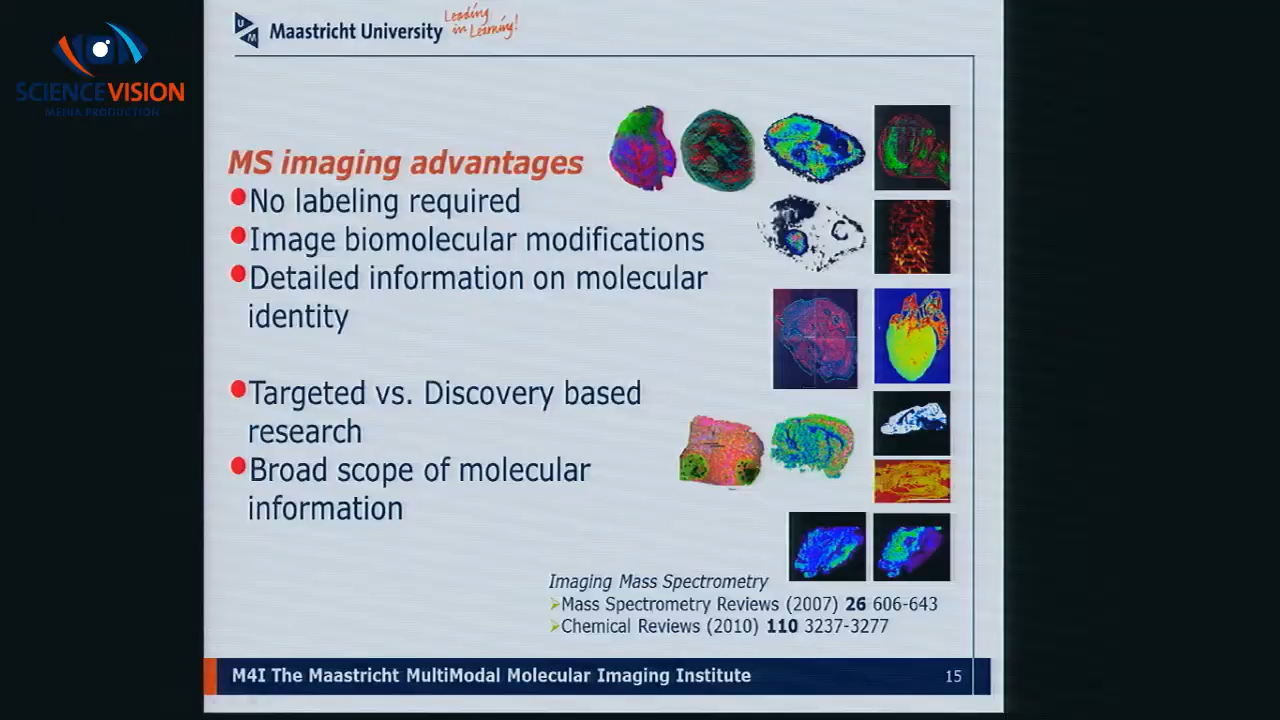 UM
Maastricht University
Leading
in Learning!
SCIENCEVISION
MEDIA PRODUCTION
MS imaging advantages
No labeling required
Image biomolecular modifications
Detailed information on molecular
identity
Targeted vs. Discovery based
research
Broad scope of molecular
information
Imaging Mass Spectrometry
Mass Spectrometry Reviews (2007) 26 606-643
Chemical Reviews (2010) 110 3237-3277
M4I The Maastricht MultiModal Molecular Imaging Institute
15